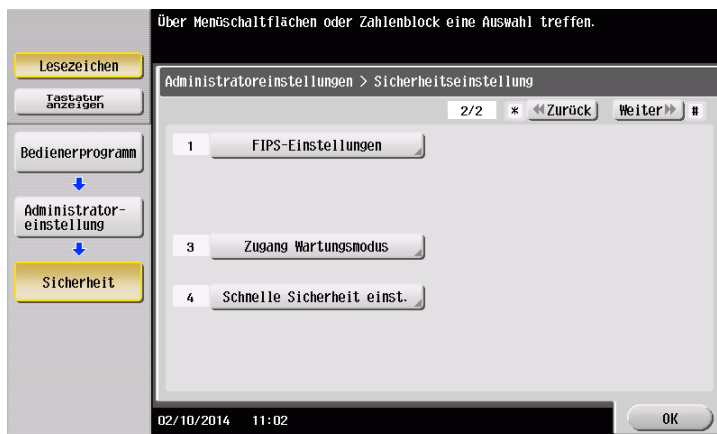 Über Menüschaltflächen oder Zahlenblock eine Auswahl treffen.
Lesezeichen
Tastatur
anzeigen
Bedienerprogramm
Administrator-
einstellung
Sicherheit
Administratoreinstellungen > Sicherheitseinstellung
2/2 * Zurück Weiter #
1 FIPS-Einstellungen
3 Zugang Wartungsmodus
4 Schnelle Sicherheit einst.
02/10/2014 11:02
OK